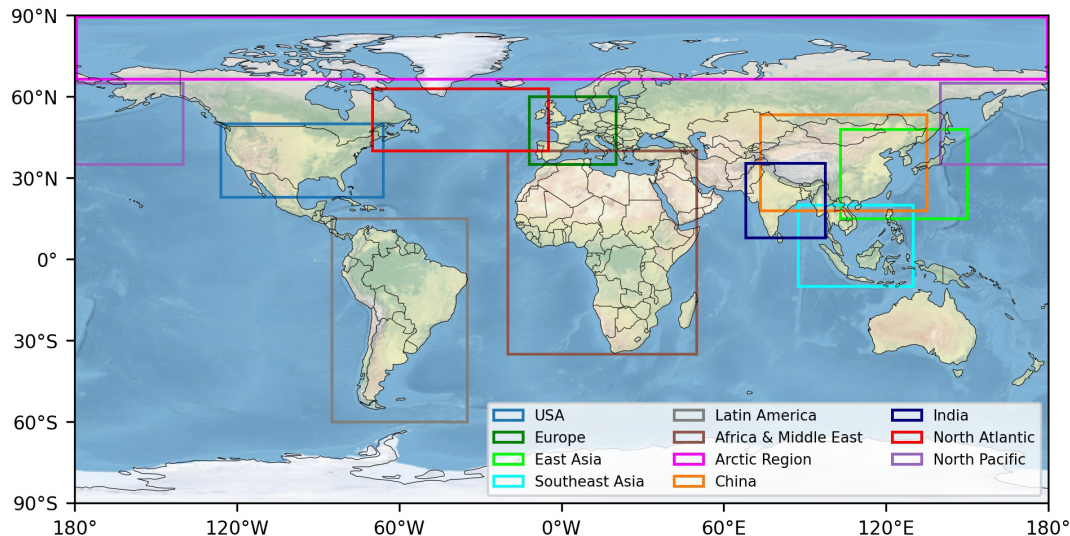 90°N
60°N
30°N
0°
30°S
60°S
90°S
180°
120°W
60°W
0°W
60°E
120°E
180°
USA
Europe
East Asia
Southeast Asia
Latin America
Africa & Middle East
Arctic Region
China
India
North Atlantic
North Pacific